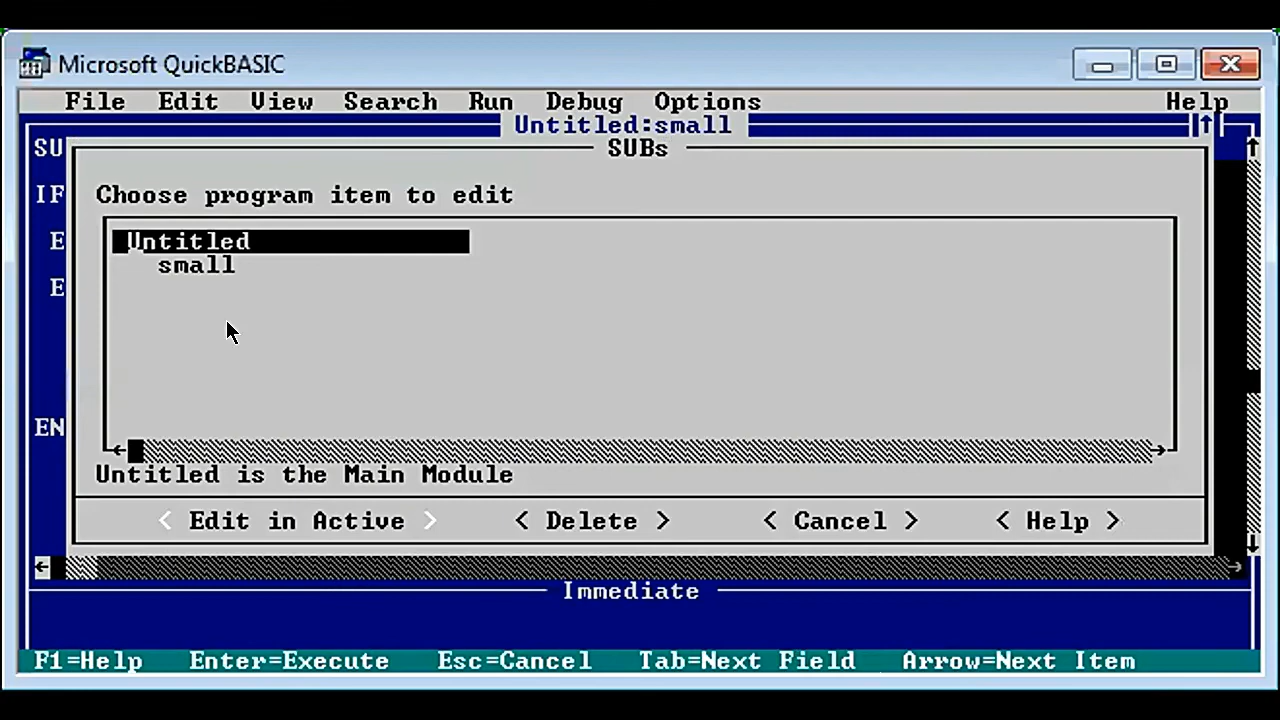 Microsoft QuickBASIC
File Edit View Search Run Debug Options Help
Untitled:small
SU
SUBs
IF
Choose program item to edit
E
Untitled
small
E
EN
Untitled is the Main Module
< Edit in Active > < Delete > < Cancel > < Help >
Immediate
F1=Help Enter=Execute Esc=Cancel Tab=Next Field Arrow=Next Item